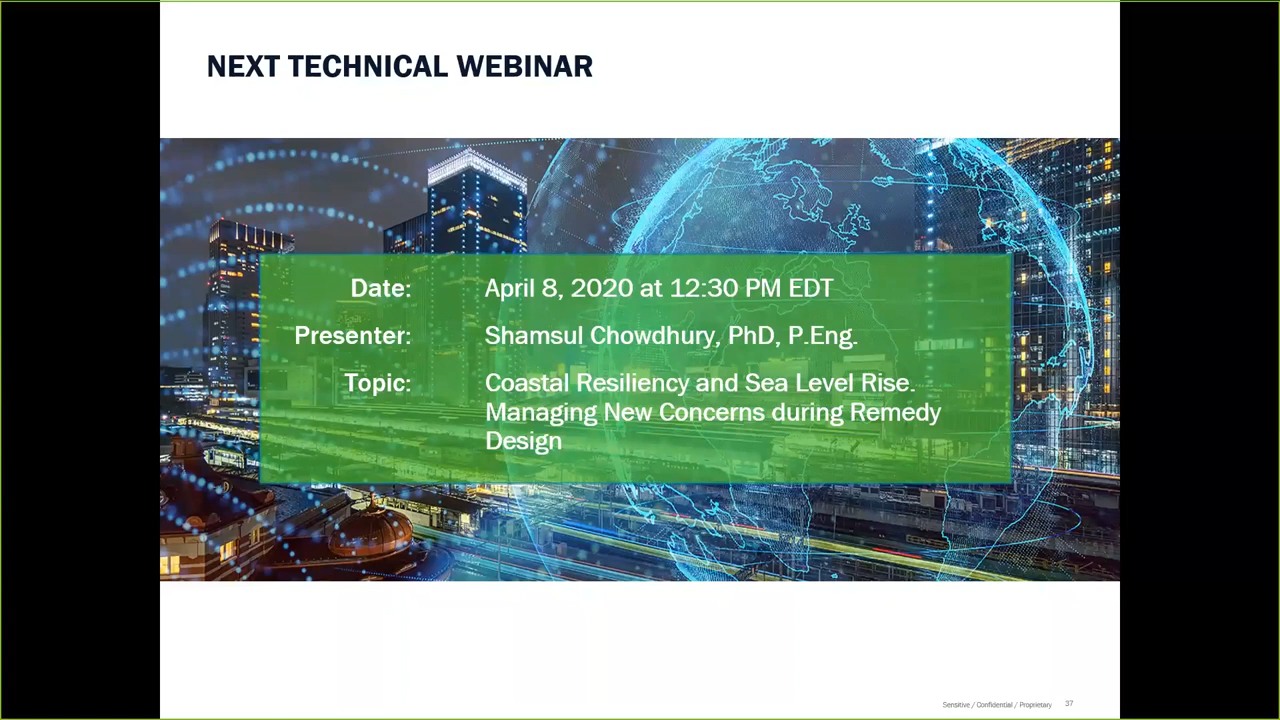 NEXT TECHNICAL WEBINAR
Date: April 8, 2020 at 12:30 PM EDT
Presenter: Shamsul Chowdhury, PhD, P.Eng.
Topic: Coastal Resiliency and Sea Level Rise.
Managing New Concerns during Remedy
Design
Sensitive / Confidential / Proprietary 37